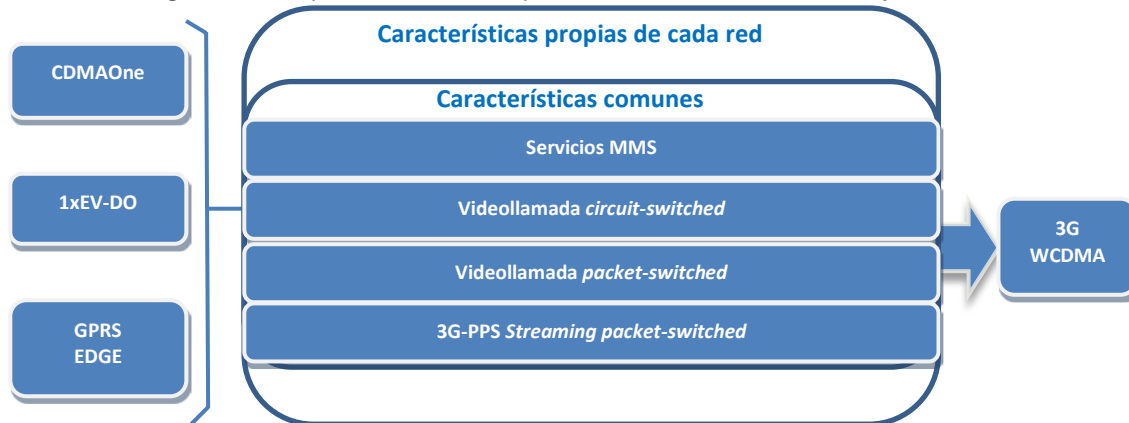 Características propias de cada red
CDMAOne
Características comunes
Servicios MMS
1xEV-DO
Videollamada circuit-switched
3G
WCDMA
Videollamada packet-switched
GPRS
EDGE
3G-PPS Streaming packet-switched